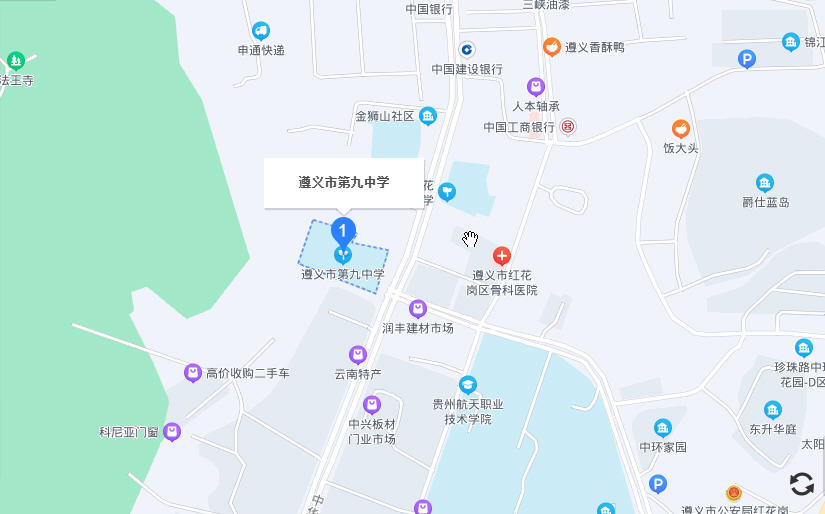 中国银行
三峡油漆
申通快递
中国建设银行
遵义香酥鸭
P
锦江
法王寺
人本轴承
金狮山社区
中国工商银行
饭大头
遵义市第九中学
花
学
爵仕蓝岛
1
遵义市第九中学
遵义市红花
岗区骨科医院
润丰建材市场
云南特产
高价收购二手车
珍珠路中环
花园-D区
贵州航天职业
技术学院
中兴板材
门业市场
科尼亚门窗
东升华庭
中环家园
太阳
P
中华
遵义市公安局红花岗